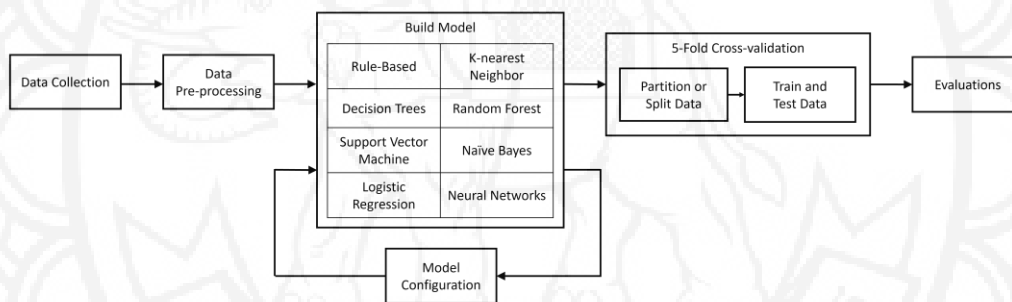 Data Collection
Data
Pre-processing
Build Model
Rule-Based
K-nearest
Neighbor
Decision Trees
Random Forest
Support Vector
Machine
Naïve Bayes
Logistic
Regression
Neural Networks
Model
Configuration
5-Fold Cross-validation
Partition or
Split Data
Train and
Test Data
Evaluations